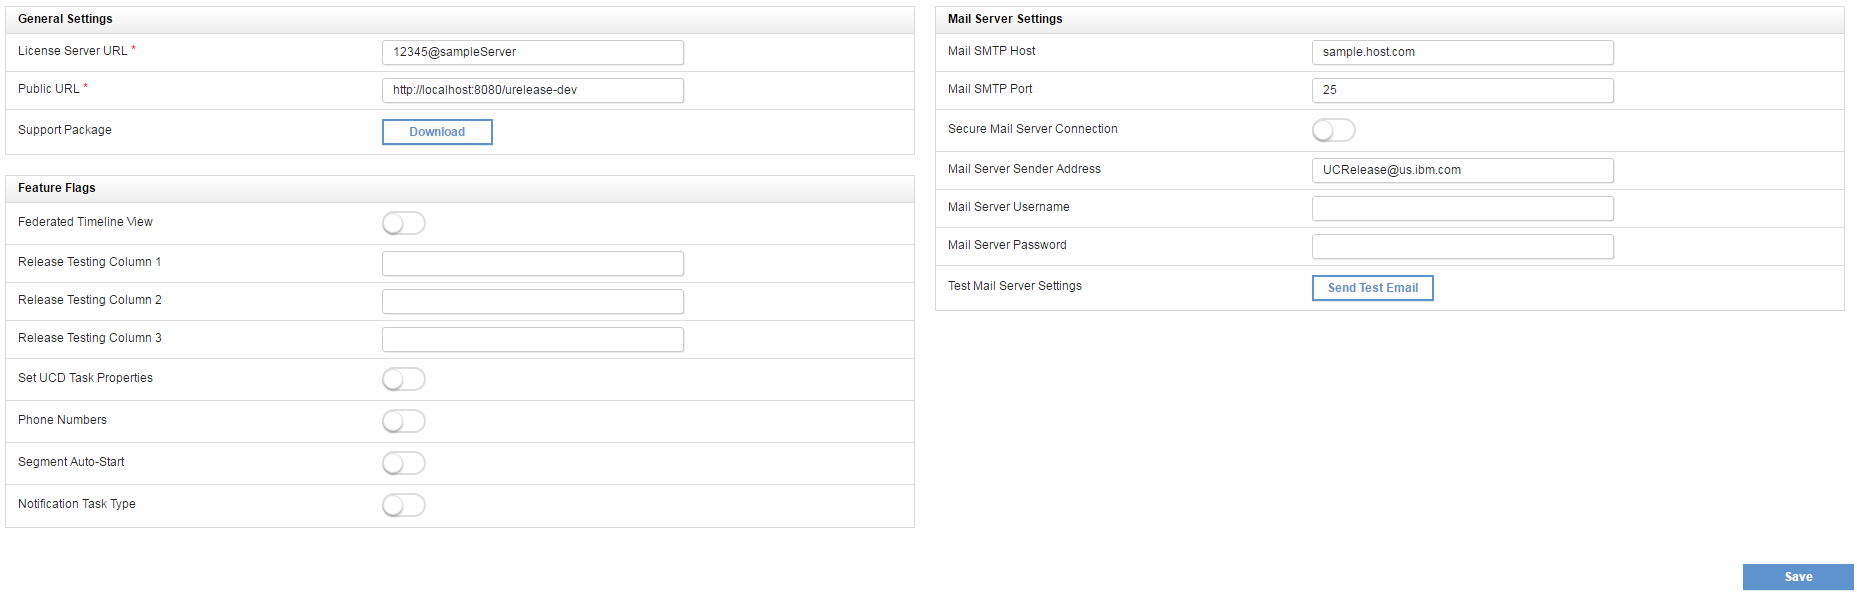 General Settings
License Server URL *
12345@sampleServer
Public URL *
http://localhost:8080/urelease-dev
Support Package
Download
Feature Flags
Federated Timeline View
Release Testing Column 1
Release Testing Column 2
Release Testing Column 3
Set UCD Task Properties
Phone Numbers
Segment Auto-Start
Notification Task Type
Mail Server Settings
Mail SMTP Host
sample.host.com
Mail SMTP Port
25
Secure Mail Server Connection
Mail Server Sender Address
UCRelease@us.ibm.com
Mail Server Username
Mail Server Password
Test Mail Server Settings
Send Test Email
Save